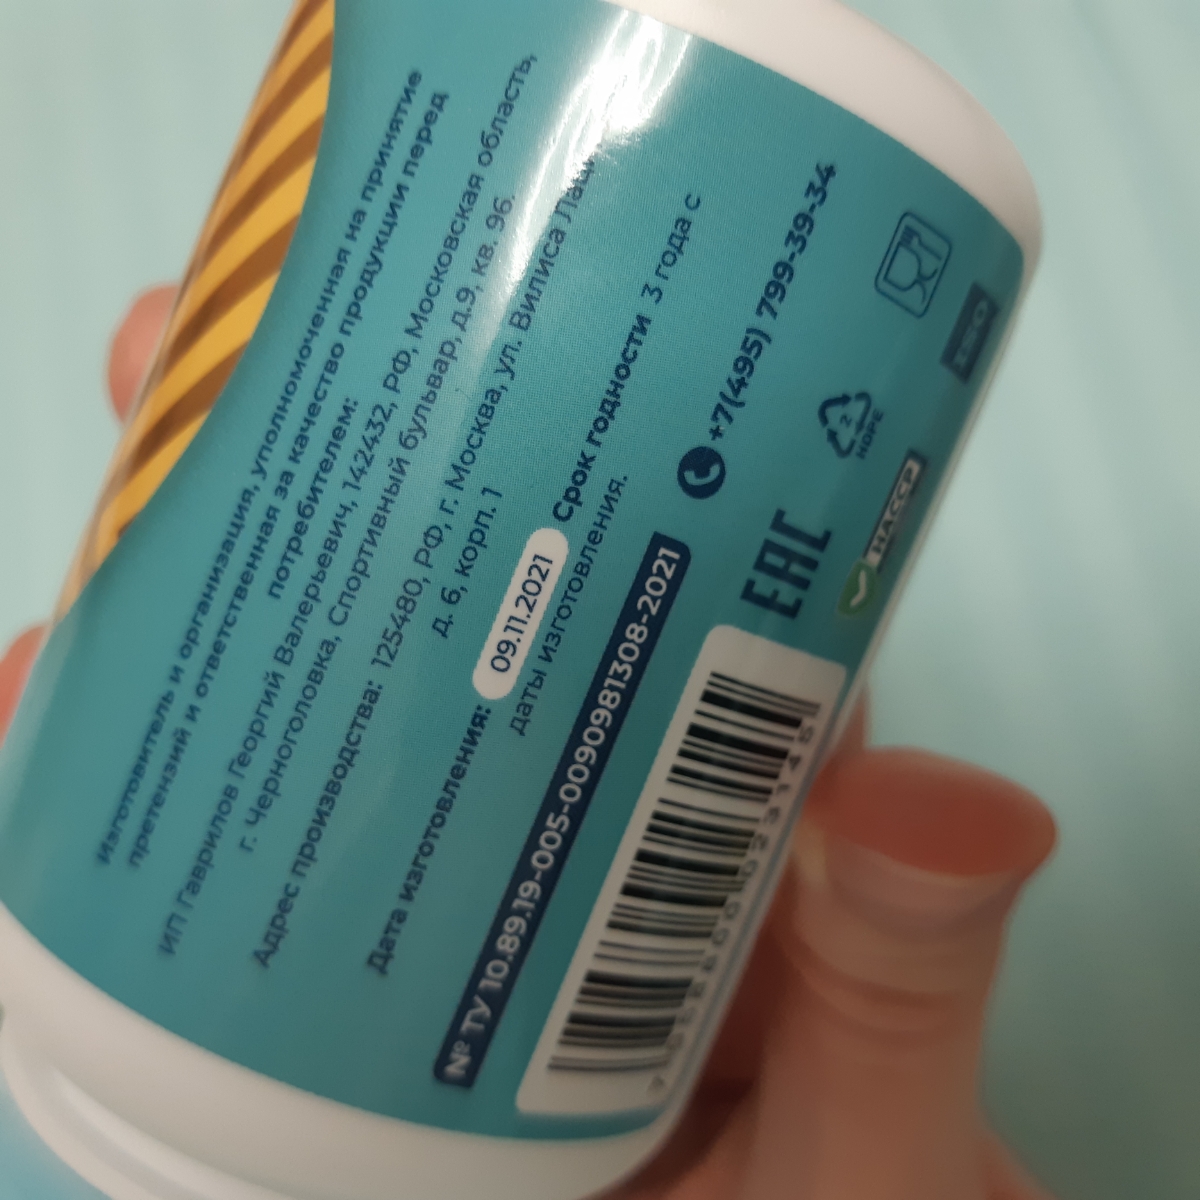 Изготовитель и организация, уполномоченная на принятие
претензий и ответственная за качество продукции перед
потребителем:
ИП Гаврилов Георгий Валерьевич, 142432, РФ, Московская область,
г. Черноголовка, Спортивный бульвар, д.9, кв. 96.
Адрес производства: 125480, РФ, г. Москва, ул. Вилиса Лаци
д. 6, корп. 1
Дата изготовления: 09.11.2021 Срок годности 3 года с
даты изготовления.
№ ТУ 10.89.19-005-0090981308-2021
+7(495) 799-39-34
EAC
2
HDPE
HACCP
ISO